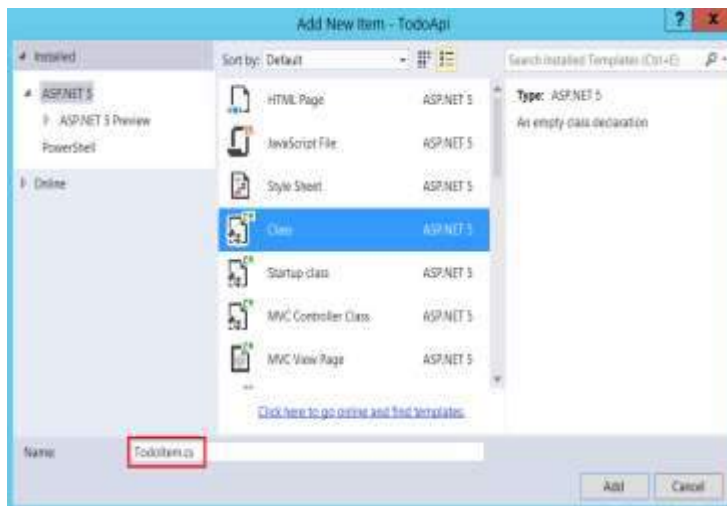 Add New Item - TodoApi
? x
Installed
Sort by: Default
Search Installed Templates (Ctrl+E)
ASP.NET 5
ASP.NET 5 Preview
PowerShell
Online
HTML Page ASP.NET 5
JavaScript File ASP.NET 5
Style Sheet ASP.NET 5
Class ASP.NET 5
Startup class ASP.NET 5
MVC Controller Class ASP.NET 5
MVC View Page ASP.NET 5
Type: ASP.NET 5
An empty class declaration
Click here to go online and find templates.
Name: TodoItem.cs
Add Cancel